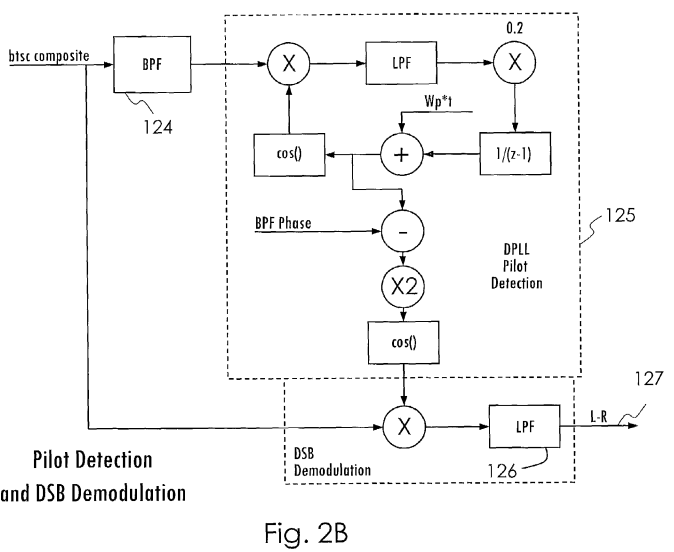 0.2
btsc composite
BPF
X
LPF
X
124
Wp*t
cos()
+
1/(z-1)
125
BPF Phase
-
DPLL
Pilot
Detection
X2
cos()
127
L-R
X
LPF
DSB
Demodulation
126
Pilot Detection
and DSB Demodulation
Fig. 2B